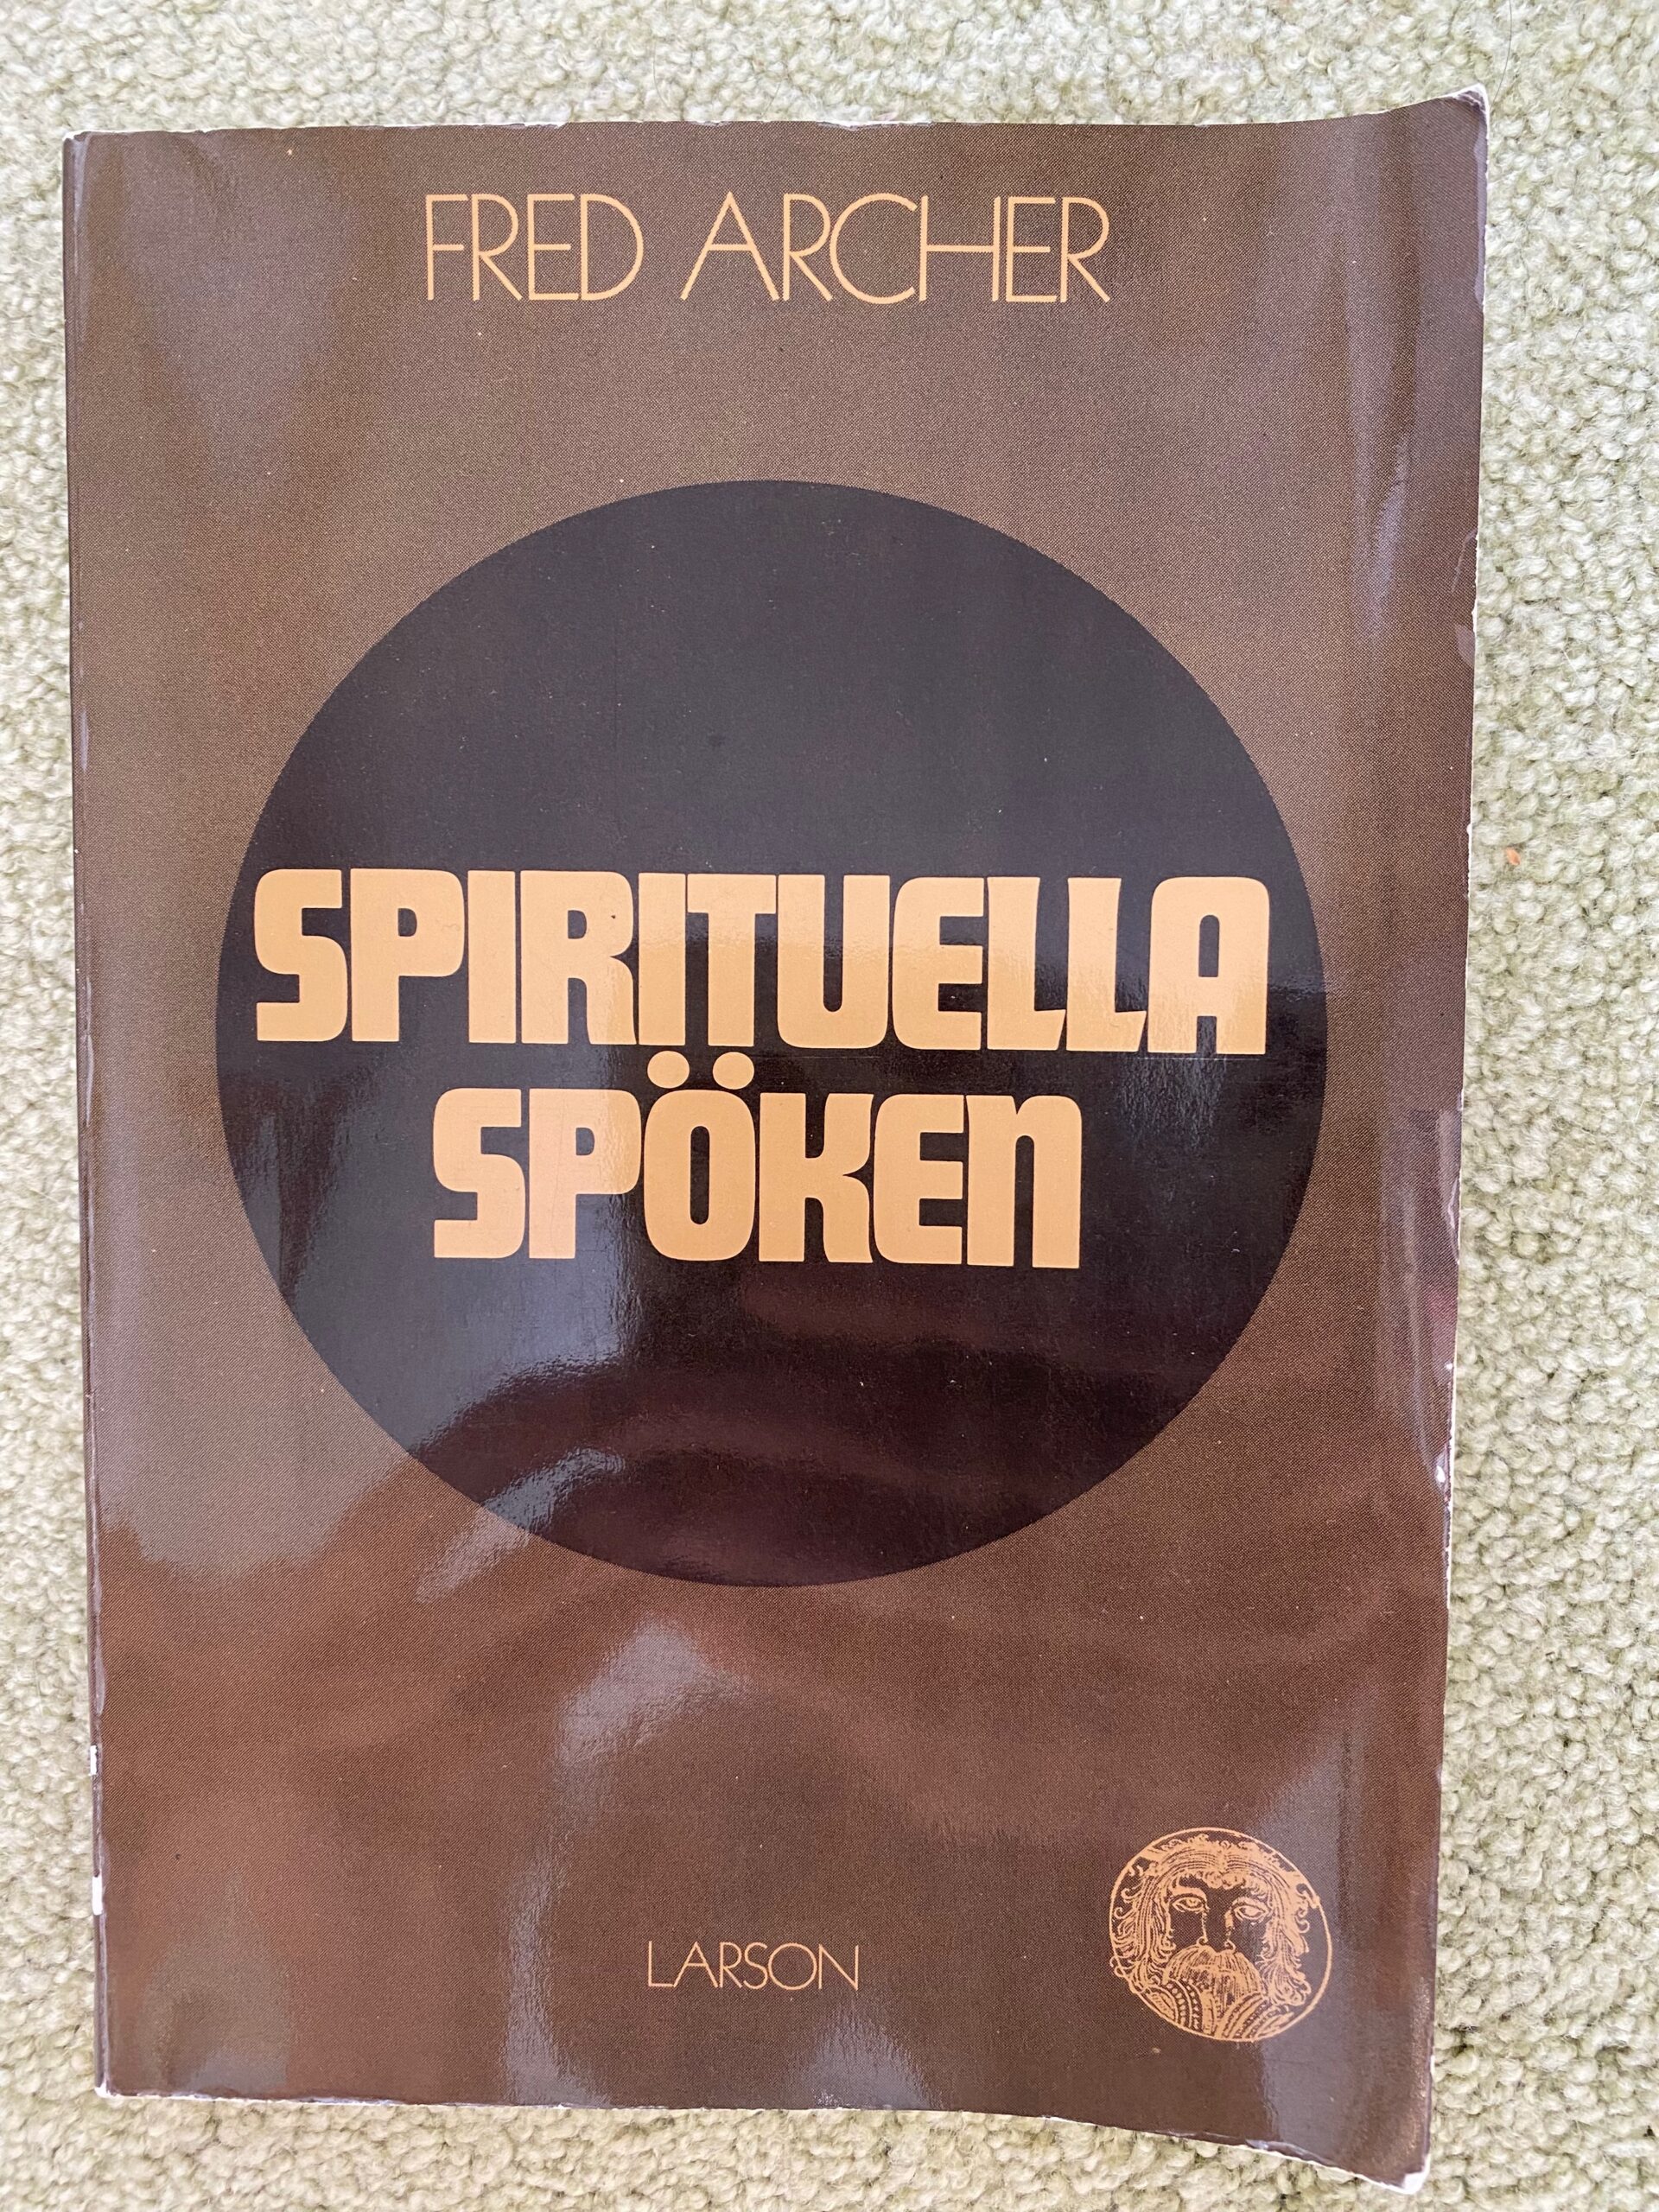 FRED ARCHER
SPIRITUELLA
SPÖKEN
LARSON